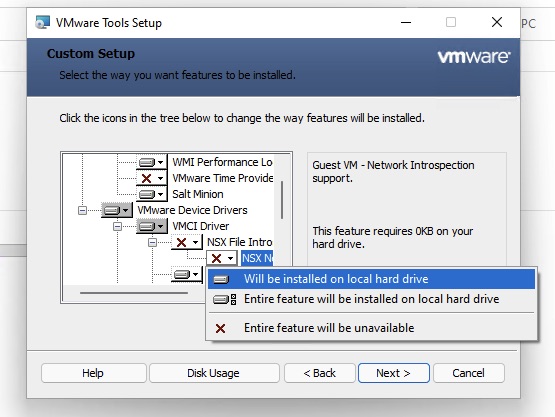 VMware Tools Setup
PC
Custom Setup
Select the way you want features to be installed.
vmware
Click the icons in the tree below to change the way features will be installed.
WMI Performance Lo
VMware Time Provide
Salt Minion
VMware Device Drivers
VMCI Driver
NSX File Intro
NSX Ne
Guest VM - Network Introspection
support.
This feature requires 0KB on your
hard drive.
Will be installed on local hard drive
Entire feature will be installed on local hard drive
Entire feature will be unavailable
Help
Disk Usage
< Back
Next >
Cancel